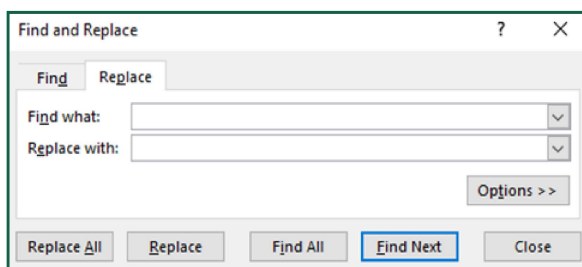 Find and Replace ?
Find Replace
Find what:
Replace with:
Options >>
Replace All Replace Find All Find Next Close